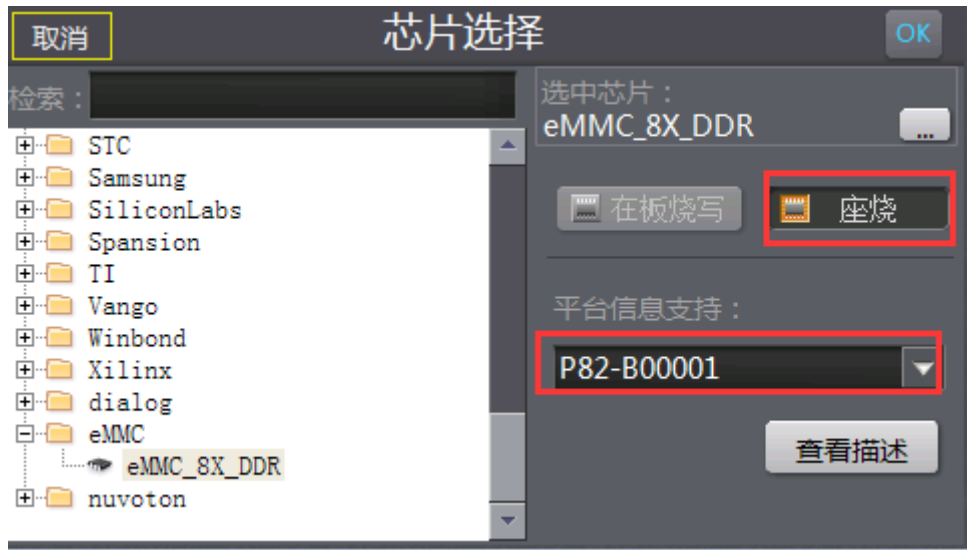 取消
芯片选择
OK
检索：
STC
Samsung
SiliconLabs
Spansion
TI
Vango
Winbond
Xilinx
dialog
eMMC
eMMC_8X_DDR
nuvoton
选中芯片：
eMMC_8X_DDR
...
在板烧写
座烧
平台信息支持：
P82-B00001
查看描述